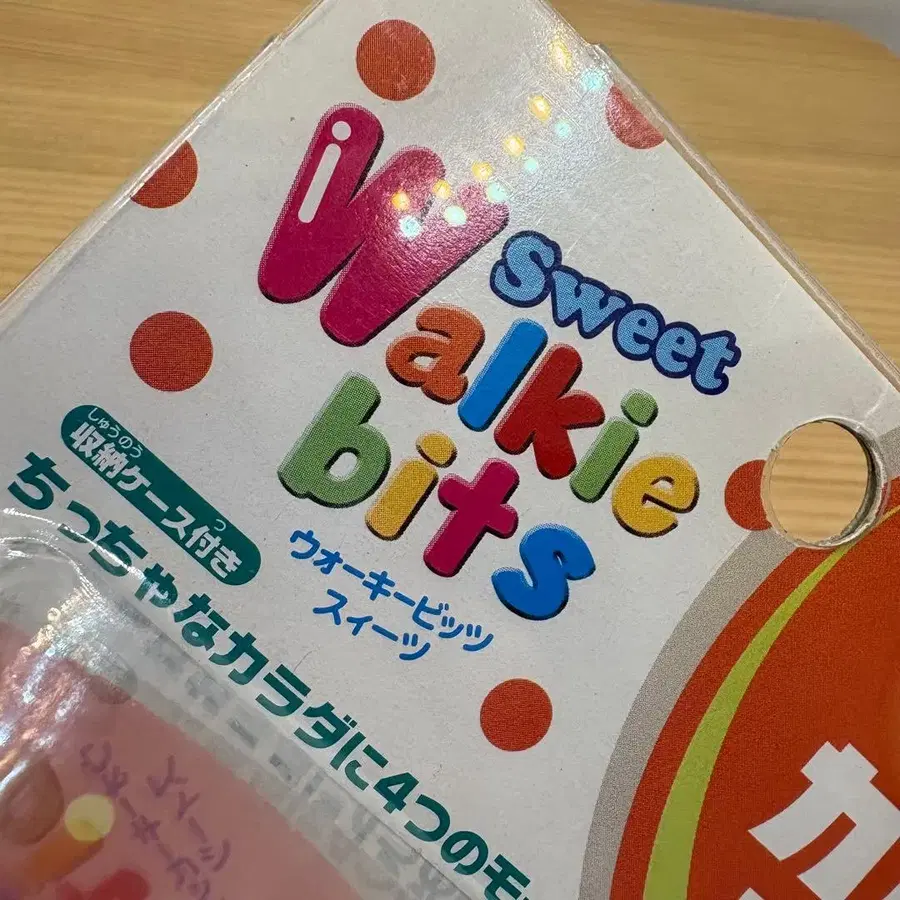 i
sweet
Walkie
bits
ウォーキービッツ
スィーツ
しゅうのう つ
収納ケース付き
ちっちゃなカラダに4つのモ